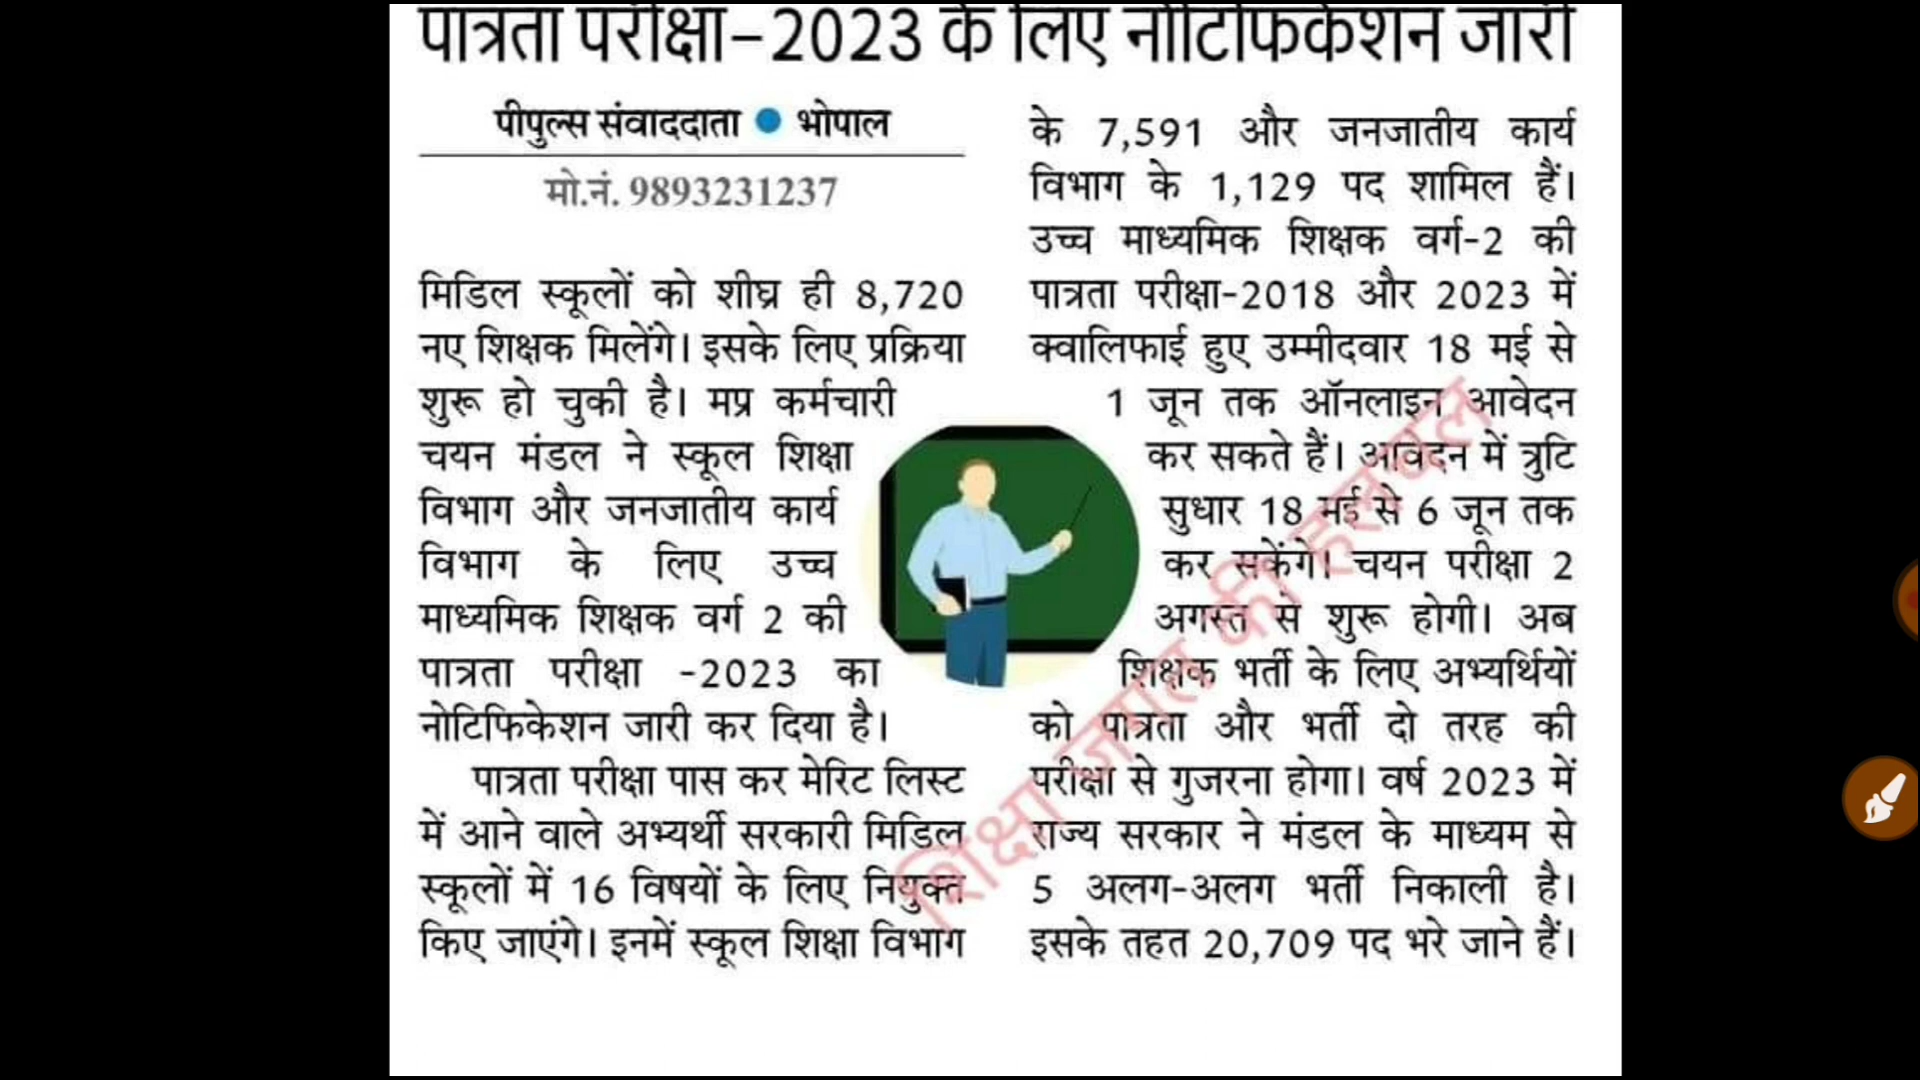 पात्रता परीक्षा-2023 के लिए नोटिफिकेशन जारी
पीपुल्स संवाददाता ● भोपाल
मो.नं. 9893231237
मिडिल स्कूलों को शीघ्र ही 8,720
नए शिक्षक मिलेंगे। इसके लिए प्रक्रिया
शुरू हो चुकी है। मप्र कर्मचारी
चयन मंडल ने स्कूल शिक्षा
विभाग और जनजातीय कार्य
विभाग के लिए उच्च
माध्यमिक शिक्षक वर्ग 2 की
पात्रता परीक्षा -2023 का
नोटिफिकेशन जारी कर दिया है।
पात्रता परीक्षा पास कर मेरिट लिस्ट
में आने वाले अभ्यर्थी सरकारी मिडिल
स्कूलों में 16 विषयों के लिए नियुक्त
किए जाएंगे। इनमें स्कूल शिक्षा विभाग
के 7,591 और जनजातीय कार्य
विभाग के 1,129 पद शामिल हैं।
उच्च माध्यमिक शिक्षक वर्ग-2 की
पात्रता परीक्षा-2018 और 2023 में
क्वालिफाई हुए उम्मीदवार 18 मई से
1 जून तक ऑनलाइन आवेदन
कर सकते हैं। आवेदन में त्रुटि
सुधार 18 मई से 6 जून तक
कर सकेंगे। चयन परीक्षा 2
अगस्त से शुरू होगी। अब
शिक्षक भर्ती के लिए अभ्यर्थियों
को पात्रता और भर्ती दो तरह की
परीक्षा से गुजरना होगा। वर्ष 2023 में
राज्य सरकार ने मंडल के माध्यम से
5 अलग-अलग भर्ती निकाली है।
इसके तहत 20,709 पद भरे जाने हैं।
शिक्षा जगत की हलचल